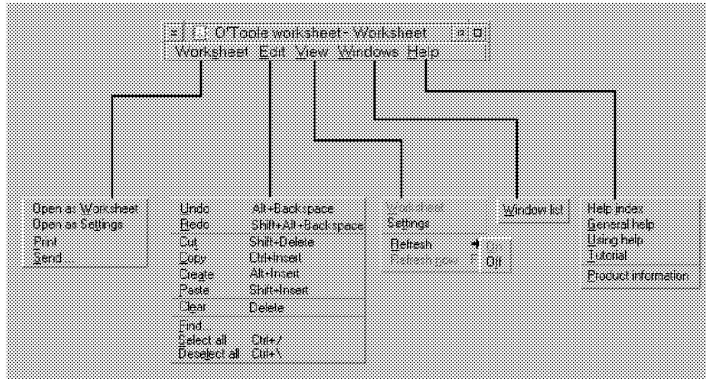 O'Toole worksheet - Worksheet
Worksheet Edit View Windows Help
Open as Worksheet
Open as Settings
Print
Send ...
Undo Alt+Backspace
Redo Shift+Alt+Backspace
Cut Shift+Delete
Copy Ctrl+Insert
Create Alt+Insert
Paste Shift+Insert
Clear Delete
Find...
Select all Ctrl+/
Deselect all Ctrl+\
Worksheet
Settings
Refresh
Refresh now
On
Off
Window list
Help index
General help
Using help
Tutorial
Product information